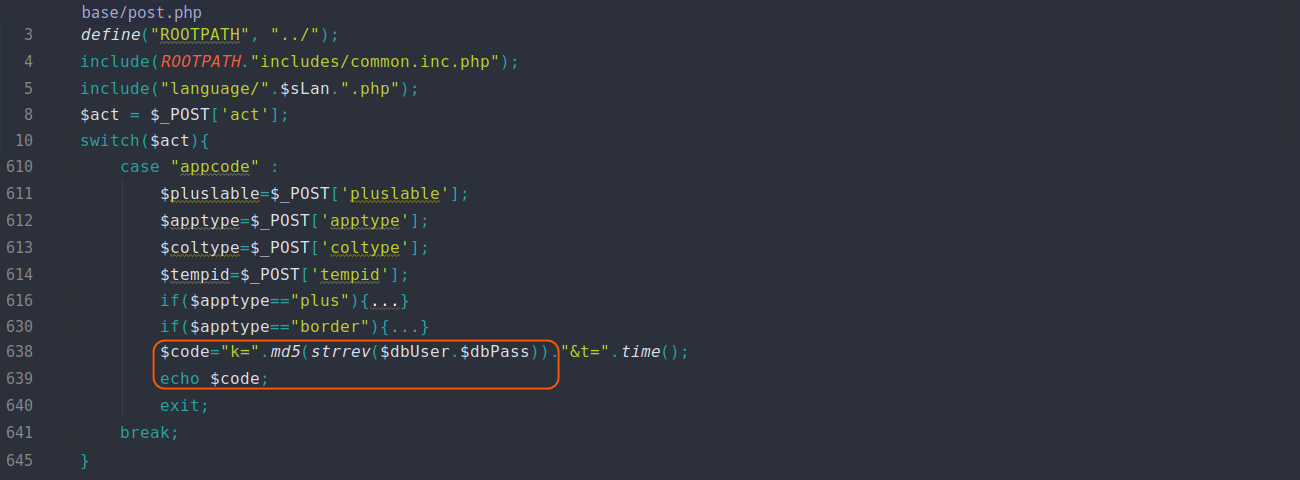 base/post.php
3 define("ROOTPATH", "../");
4 include(ROOTPATH."includes/common.inc.php");
5 include("language/".$sLan.".php");
8 $act = $_POST['act'];
10 switch($act){
610 case "appcode" :
611 $pluslable=$_POST['pluslable'];
612 $apptype=$_POST['apptype'];
613 $coltype=$_POST['coltype'];
614 $tempid=$_POST['tempid'];
616 if($apptype=="plus"){...}
630 if($apptype=="border"){...}
638 $code="k=".md5(strrev($dbUser.$dbPass))."&t=".time();
639 echo $code;
640 exit;
641 break;
645 }